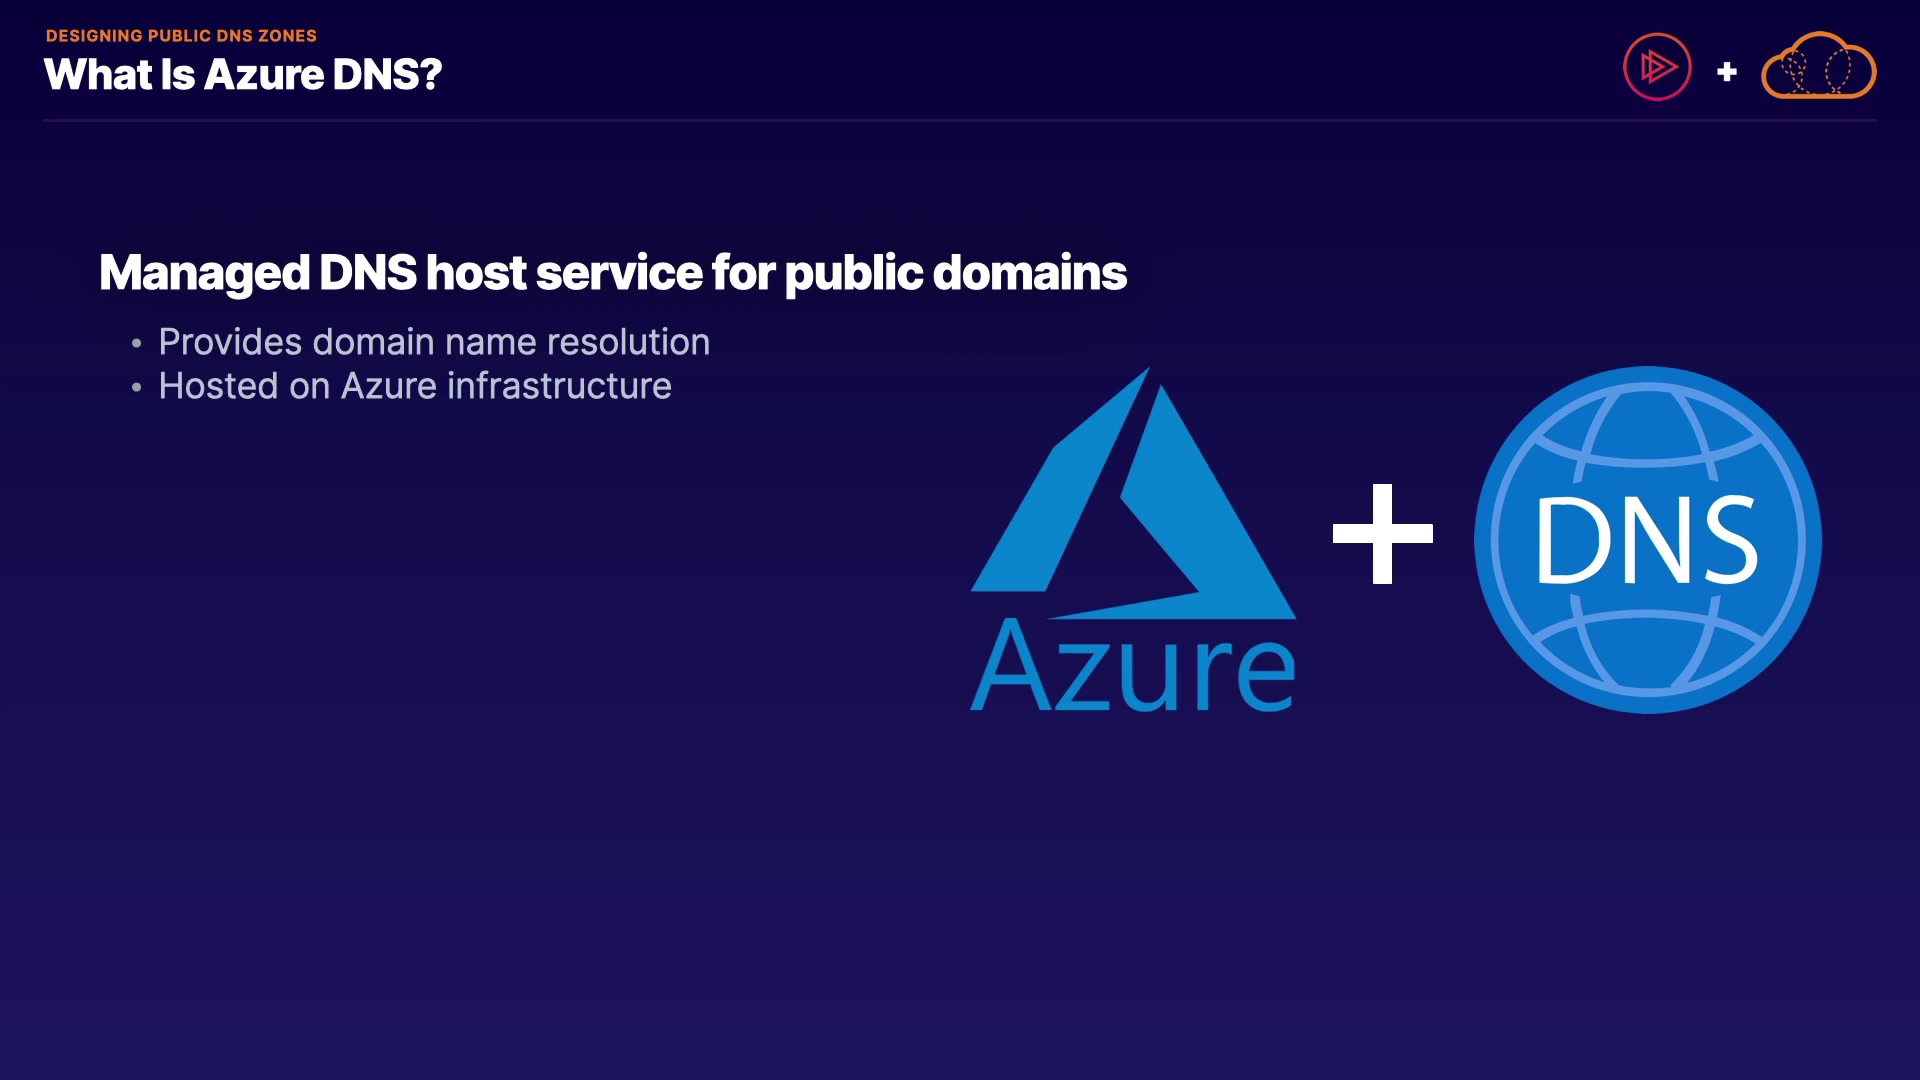 DESIGNING PUBLIC DNS ZONES
What Is Azure DNS?
+
Managed DNS host service for public domains
• Provides domain name resolution
• Hosted on Azure infrastructure
Azure
+
DNS